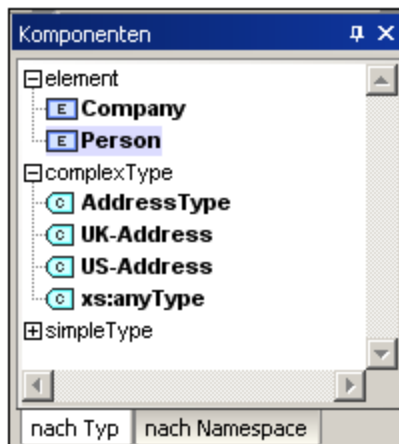 Komponenten
element
E Company
E Person
complexType
C AddressType
C UK-Address
C US-Address
C xs:anyType
simpleType
nach Typ nach Namespace